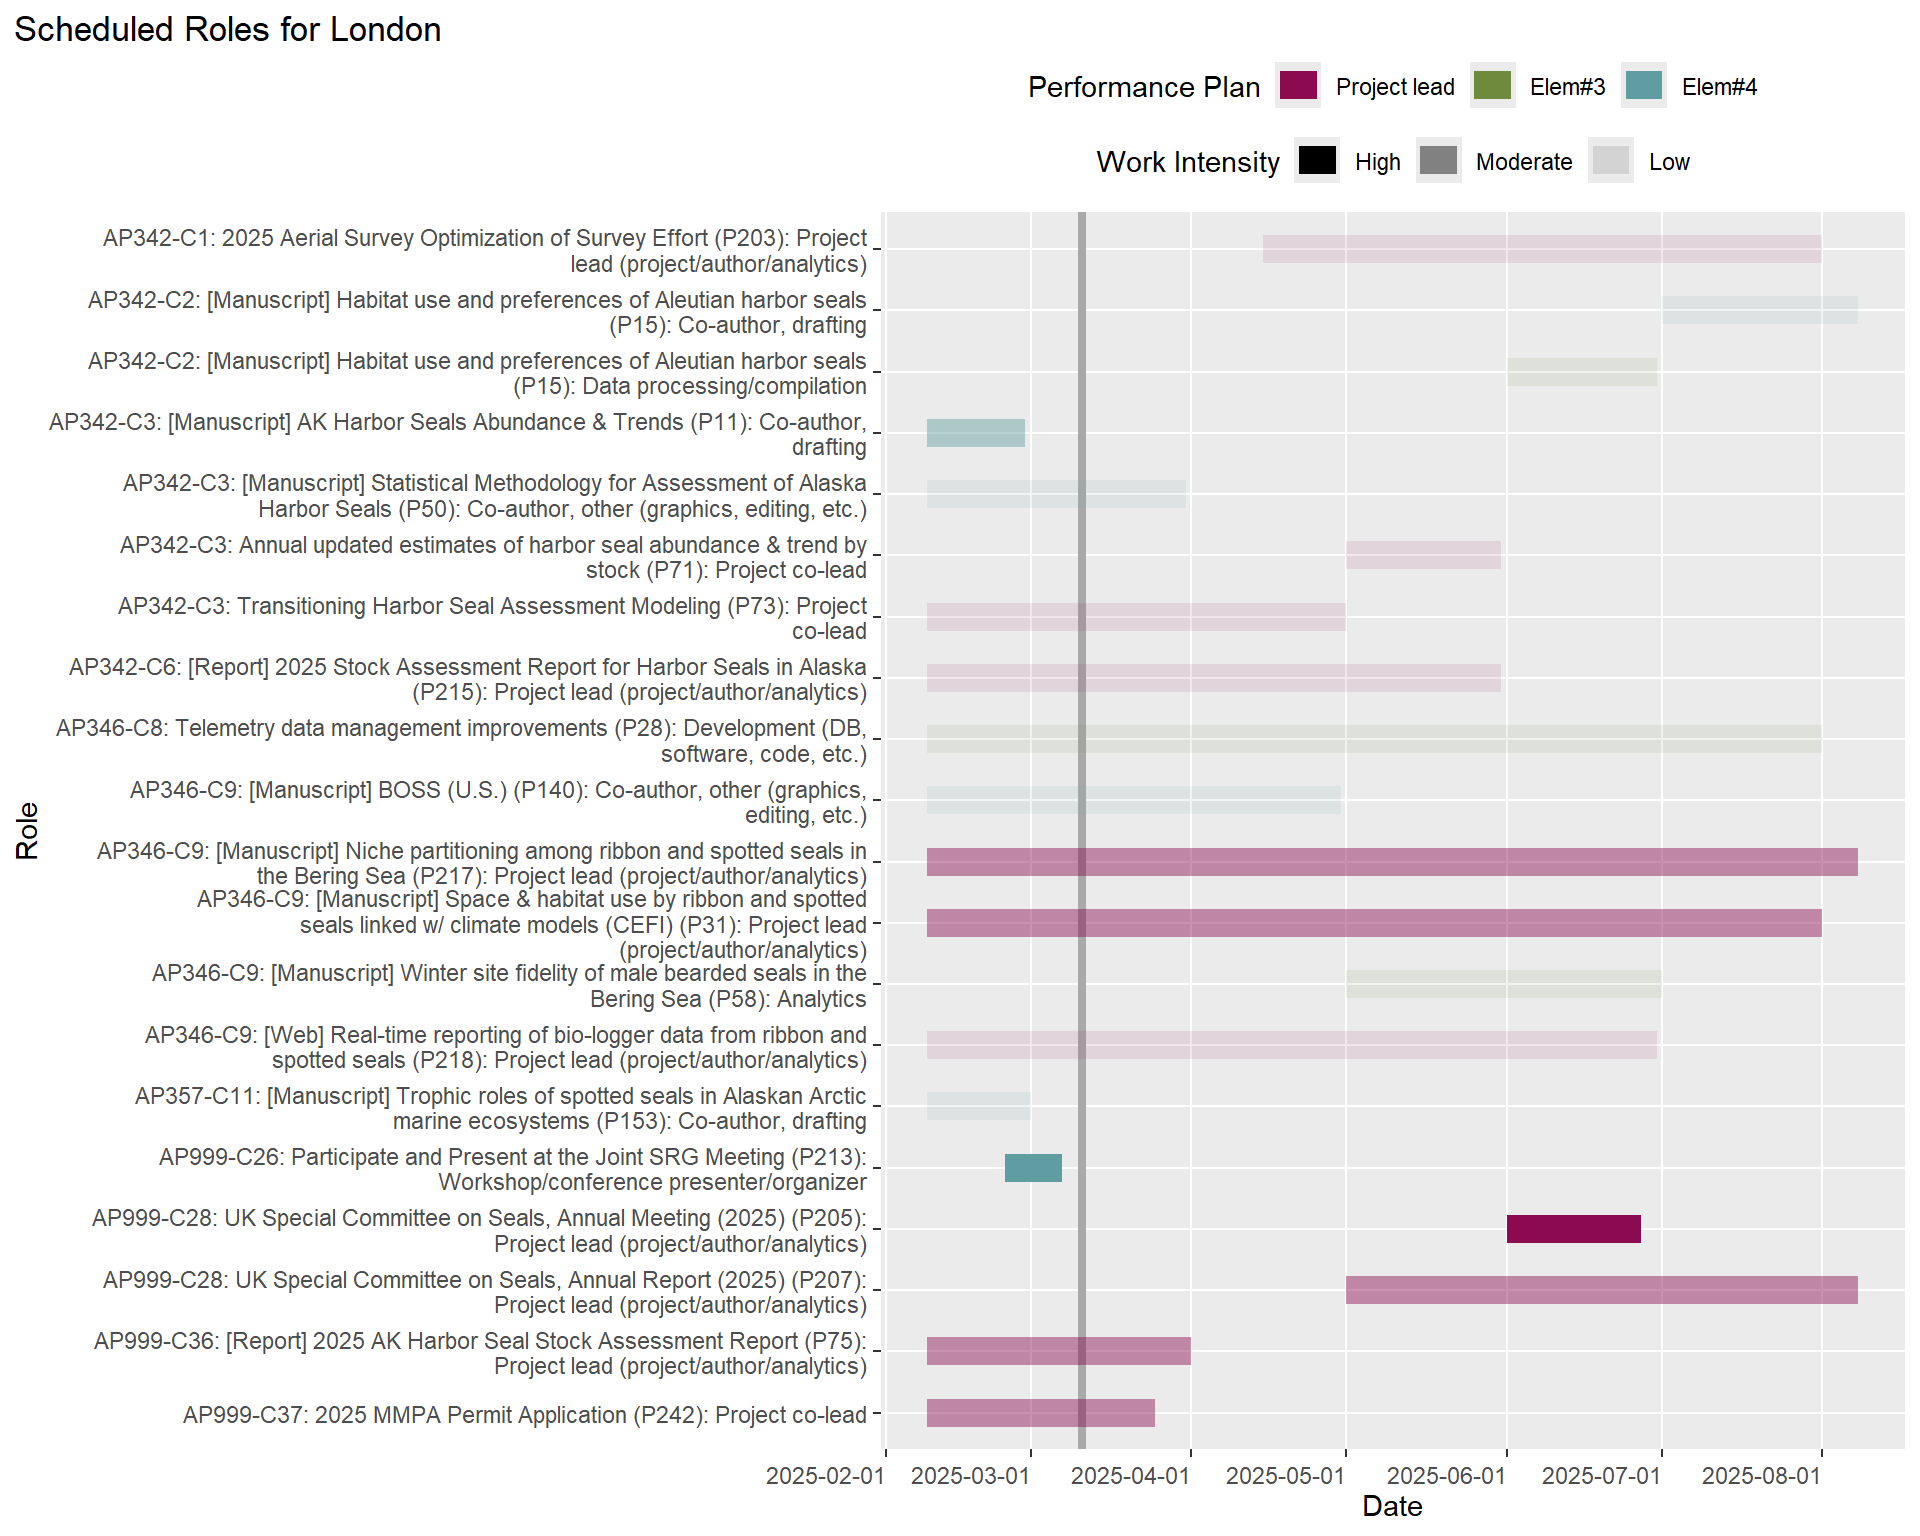 Scheduled Roles for London
Performance Plan Project lead Elem#3 Elem#4
Work Intensity High Moderate Low
AP342-C1: 2025 Aerial Survey Optimization of Survey Effort (P203): Project
lead (project/author/analytics)
AP342-C2: [Manuscript] Habitat use and preferences of Aleutian harbor seals
(P15): Co-author, drafting
AP342-C2: [Manuscript] Habitat use and preferences of Aleutian harbor seals
(P15): Data processing/compilation
AP342-C3: [Manuscript] AK Harbor Seals Abundance & Trends (P11): Co-author,
drafting
AP342-C3: [Manuscript] Statistical Methodology for Assessment of Alaska
Harbor Seals (P50): Co-author, other (graphics, editing, etc.)
AP342-C3: Annual updated estimates of harbor seal abundance & trend by
stock (P71): Project co-lead
AP342-C3: Transitioning Harbor Seal Assessment Modeling (P73): Project
co-lead
AP342-C6: [Report] 2025 Stock Assessment Report for Harbor Seals in Alaska
(P215): Project lead (project/author/analytics)
AP346-C8: Telemetry data management improvements (P28): Development (DB,
software, code, etc.)
AP346-C9: [Manuscript] BOSS (U.S.) (P140): Co-author, other (graphics,
editing, etc.)
AP346-C9: [Manuscript] Niche partitioning among ribbon and spotted seals in
the Bering Sea (P217): Project lead (project/author/analytics)
AP346-C9: [Manuscript] Space & habitat use by ribbon and spotted
seals linked w/ climate models (CEFI) (P31): Project lead
(project/author/analytics)
AP346-C9: [Manuscript] Winter site fidelity of male bearded seals in the
Bering Sea (P58): Analytics
AP346-C9: [Web] Real-time reporting of bio-logger data from ribbon and
spotted seals (P218): Project lead (project/author/analytics)
AP357-C11: [Manuscript] Trophic roles of spotted seals in Alaskan Arctic
marine ecosystems (P153): Co-author, drafting
AP999-C26: Participate and Present at the Joint SRG Meeting (P213):
Workshop/conference presenter/organizer
AP999-C28: UK Special Committee on Seals, Annual Meeting (2025) (P205):
Project lead (project/author/analytics)
AP999-C28: UK Special Committee on Seals, Annual Report (2025) (P207):
Project lead (project/author/analytics)
AP999-C36: [Report] 2025 AK Harbor Seal Stock Assessment Report (P75):
Project lead (project/author/analytics)
AP999-C37: 2025 MMPA Permit Application (P242): Project co-lead
Role
2025-02-01 2025-03-01 2025-04-01 2025-05-01 2025-06-01 2025-07-01 2025-08-01
Date